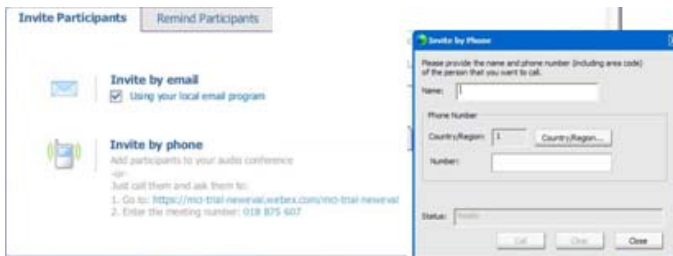 Invite Participants
Remind Participants
Invite by email
Using your local email program
Invite by phone
Add participants to your audio conference
-or-
Just call them and ask them to:
1. Go to: https://mci-trial-neweval.webex.com/mci-trial-neweval
2. Enter the meeting number: 018 875 607
Invite by Phone
Please provide the name and phone number (including area code)
of the person that you want to call.
Name:
Phone Number
Country/Region: 1 Country/Region...
Number:
Status:
Call Clear Close